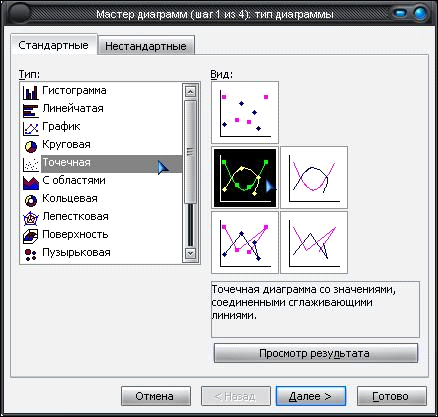 Мастер диаграмм (шаг 1 из 4): тип диаграммы
Стандартные
Нестандартные
Тип:
Гистограмма
Линейчатая
График
Круговая
Точечная
С областями
Кольцевая
Лепестковая
Поверхность
Пузырьковая
Вид:
Точечная диаграмма со значениями,
соединенными сглаживающими
линиями.
Просмотр результата
Отмена
< Назад
Далее >
Готово